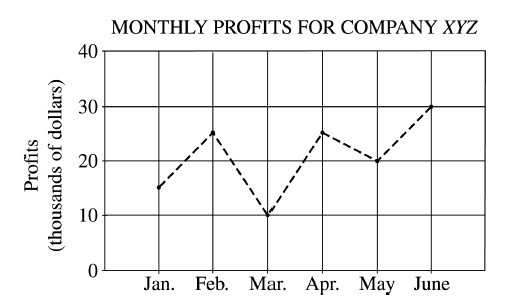 MONTHLY PROFITS FOR COMPANY XYZ
Profits
(thousands of dollars)
40
30
20
10
0
Jan. Feb. Mar. Apr. May June